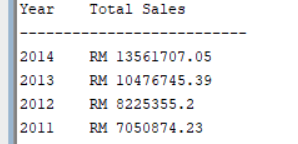 Year Total Sales
--------------------------
2014 RM 13561707.05
2013 RM 10476745.39
2012 RM 8225355.2
2011 RM 7050874.23